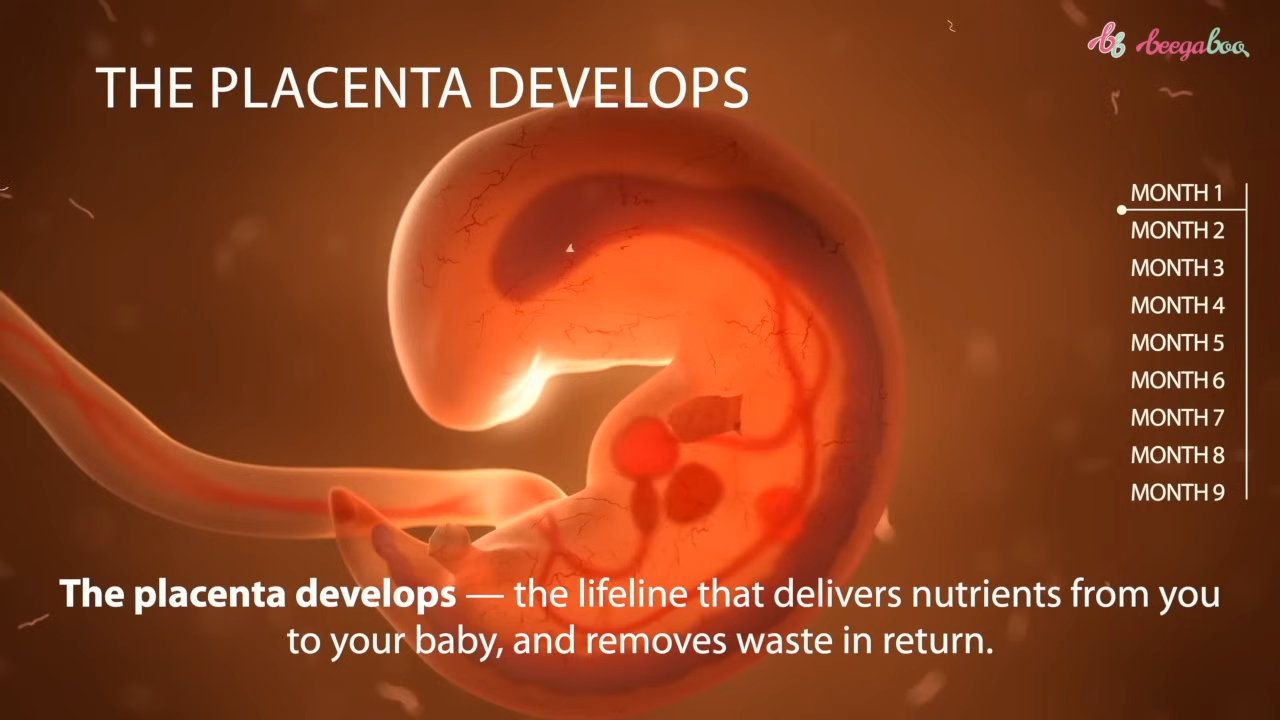 beegaboo
THE PLACENTA DEVELOPS
MONTH 1
MONTH 2
MONTH 3
MONTH 4
MONTH 5
MONTH 6
MONTH 7
MONTH 8
MONTH 9
The placenta develops — the lifeline that delivers nutrients from you
to your baby, and removes waste in return.